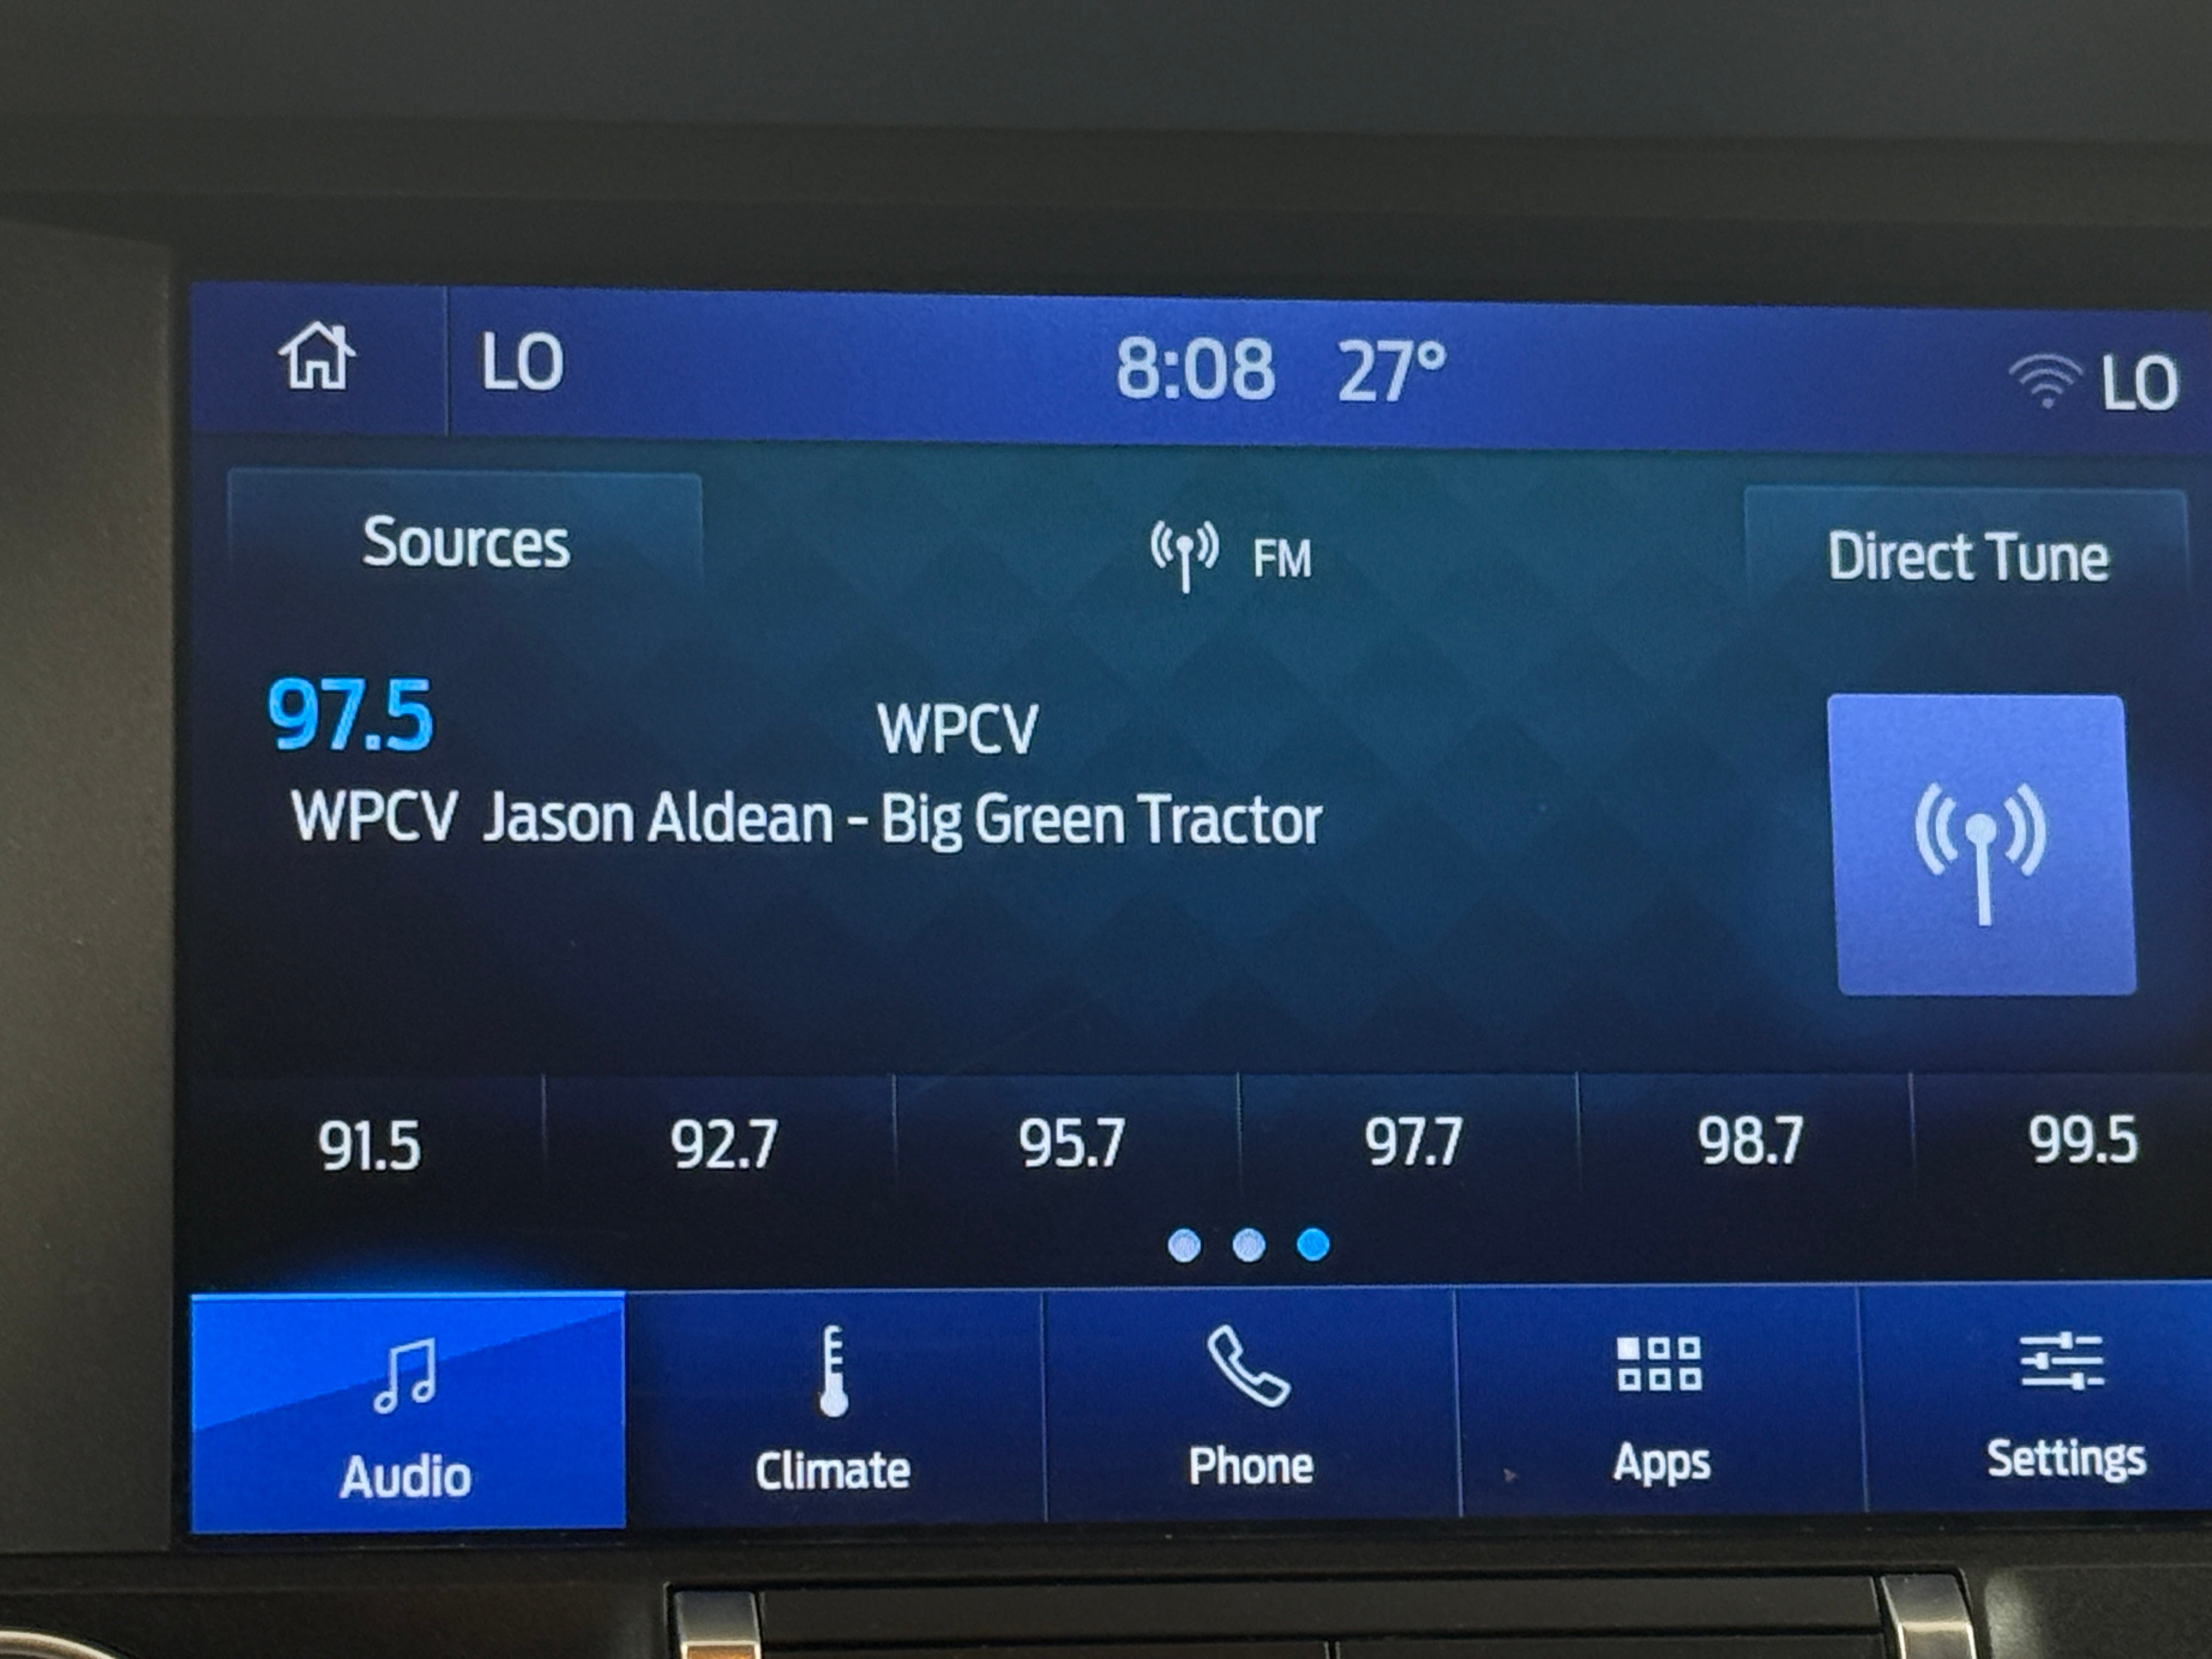 LO 8:08 27° LO
Sources FM Direct Tune
97.5 WPCV
WPCV Jason Aldean - Big Green Tractor
91.5 92.7 95.7 97.7 98.7 99.5
Audio Climate Phone Apps Settings